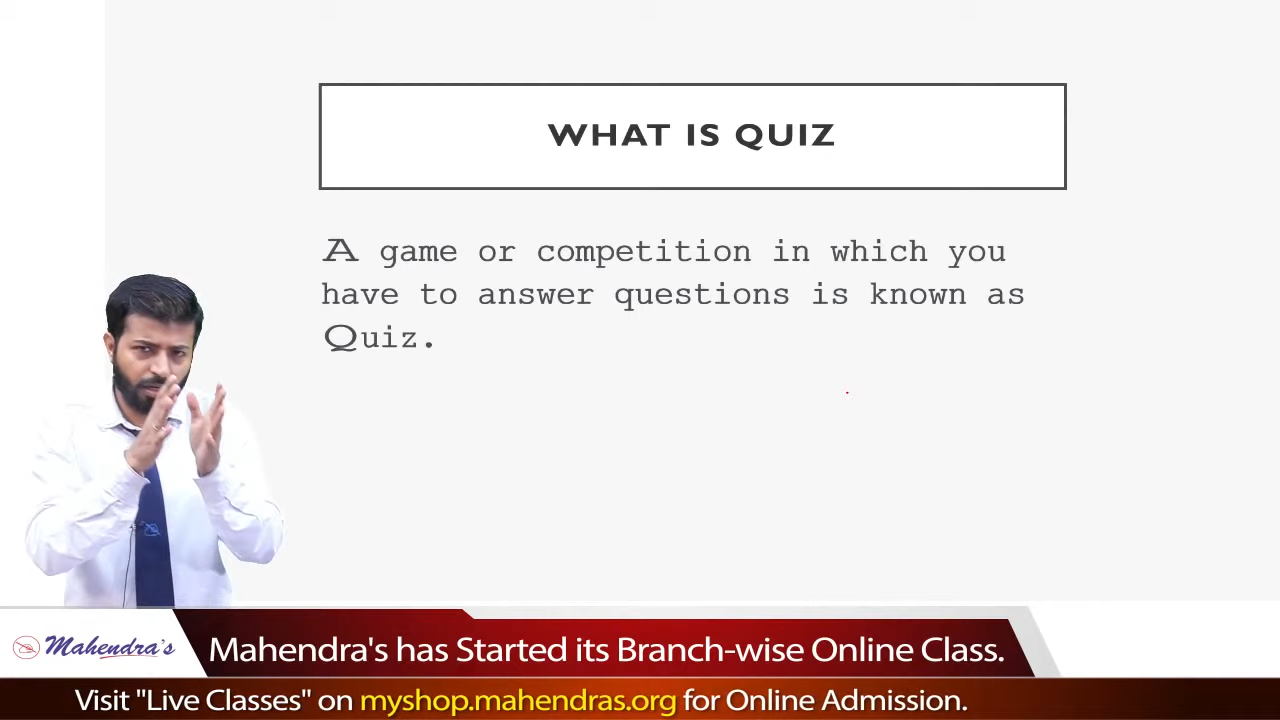 WHAT IS QUIZ
A game or competition in which you
have to answer questions is known as
Quiz.
Mahendra's
Mahendra's has Started its Branch-wise Online Class.
Visit "Live Classes" on myshop.mahendras.org for Online Admission.